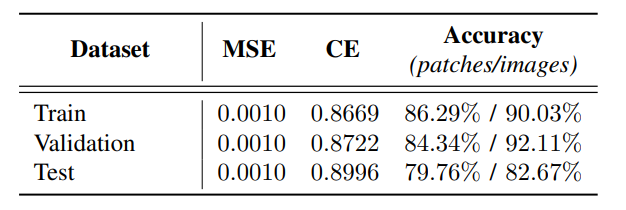 Dataset MSE CE Accuracy
(patches/images)
Train 0.0010 0.8669 86.29% / 90.03%
Validation 0.0010 0.8722 84.34% / 92.11%
Test 0.0010 0.8996 79.76% / 82.67%